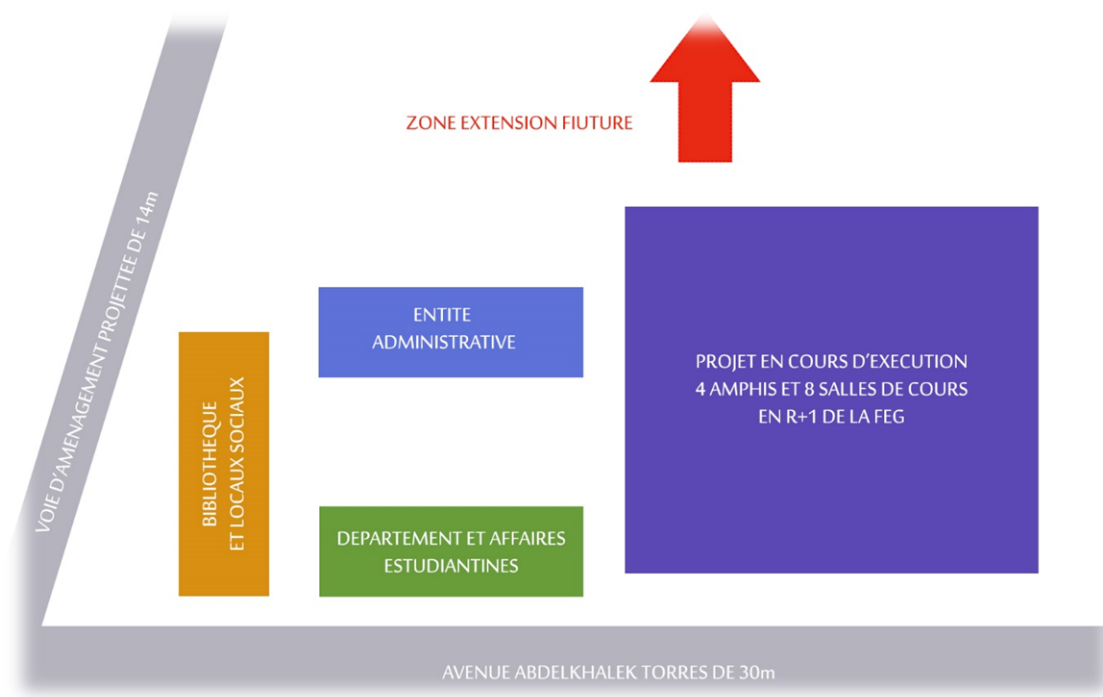 ZONE EXTENSION FIUTURE
VOIE D'AMENAGEMENT PROJETTEE DE 14m
ENTITE
ADMINISTRATIVE
PROJET EN COURS D'EXECUTION
4 AMPHIS ET 8 SALLES DE COURS
EN R+1 DE LA FEG
BIBLIOTHEQUE
ET LOCAUX SOCIAUX
DEPARTEMENT ET AFFAIRES
ESTUDIANTINES
AVENUE ABDELKHALEK TORRES DE 30m